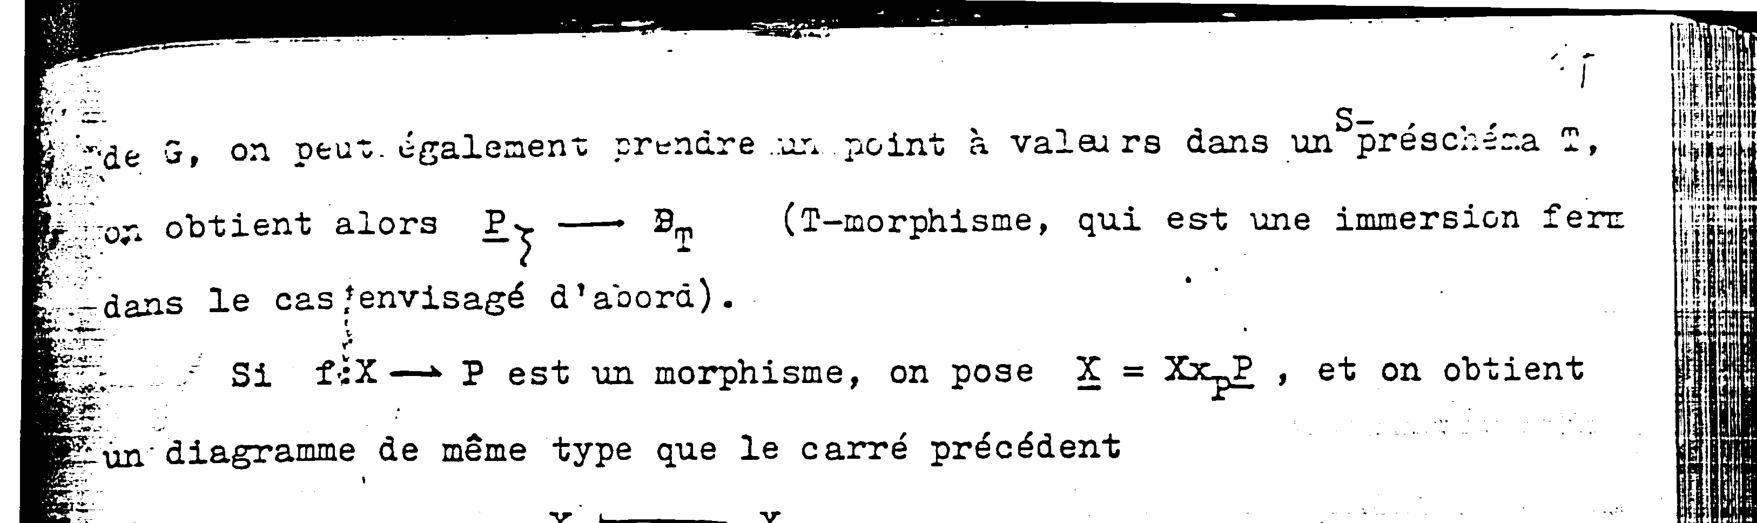 de G, on peut également prendre un point à valeurs dans un S-préschéma T,
on obtient alors P̲_ξ ⟶ P_T (T-morphisme, qui est une immersion ferm
dans le cas envisagé d'abord).
Si f:X ⟶ P est un morphisme, on pose X̲ = Xx_P P̲ , et on obtient
un diagramme de même type que le carré précédent